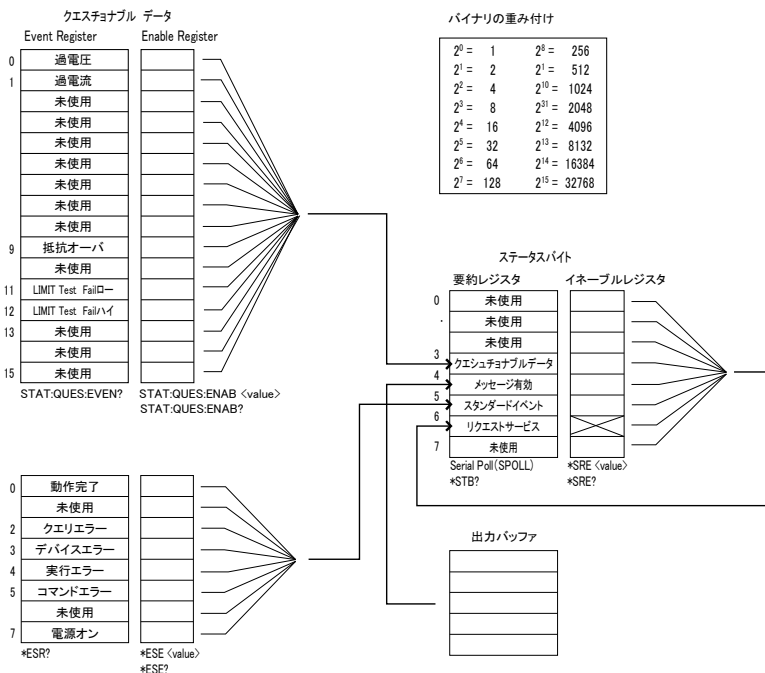 クエスチョナブル データ
Event Register
Enable Register
0 過電圧
1 過電流
未使用
未使用
未使用
未使用
未使用
未使用
未使用
9 抵抗オーバ
未使用
11 LIMIT Test Failロー
12 LIMIT Test Failハイ
13 未使用
未使用
15 未使用
STAT:QUES:EVEN?
STAT:QUES:ENAB <value>
STAT:QUES:ENAB?
バイナリの重み付け
2⁰ = 1 2⁸ = 256
2¹ = 2 2¹ = 512
2² = 4 2¹⁰ = 1024
2³ = 8 2³¹ = 2048
2⁴ = 16 2¹² = 4096
2⁵ = 32 2¹³ = 8132
2⁶ = 64 2¹⁴ = 16384
2⁷ = 128 2¹⁵ = 32768
ステータスバイト
要約レジスタ
イネーブルレジスタ
0 未使用
. 未使用
未使用
3 クエシュチョナブルデータ
4 メッセージ有効
5 スタンダードイベント
6 リクエストサービス
7 未使用
Serial Poll(SPOLL)
*STB?
*SRE <value>
*SRE?
0 動作完了
未使用
2 クエリエラー
3 デバイスエラー
4 実行エラー
5 コマンドエラー
未使用
7 電源オン
*ESR?
*ESE <value>
*ESE?
出力バッファ